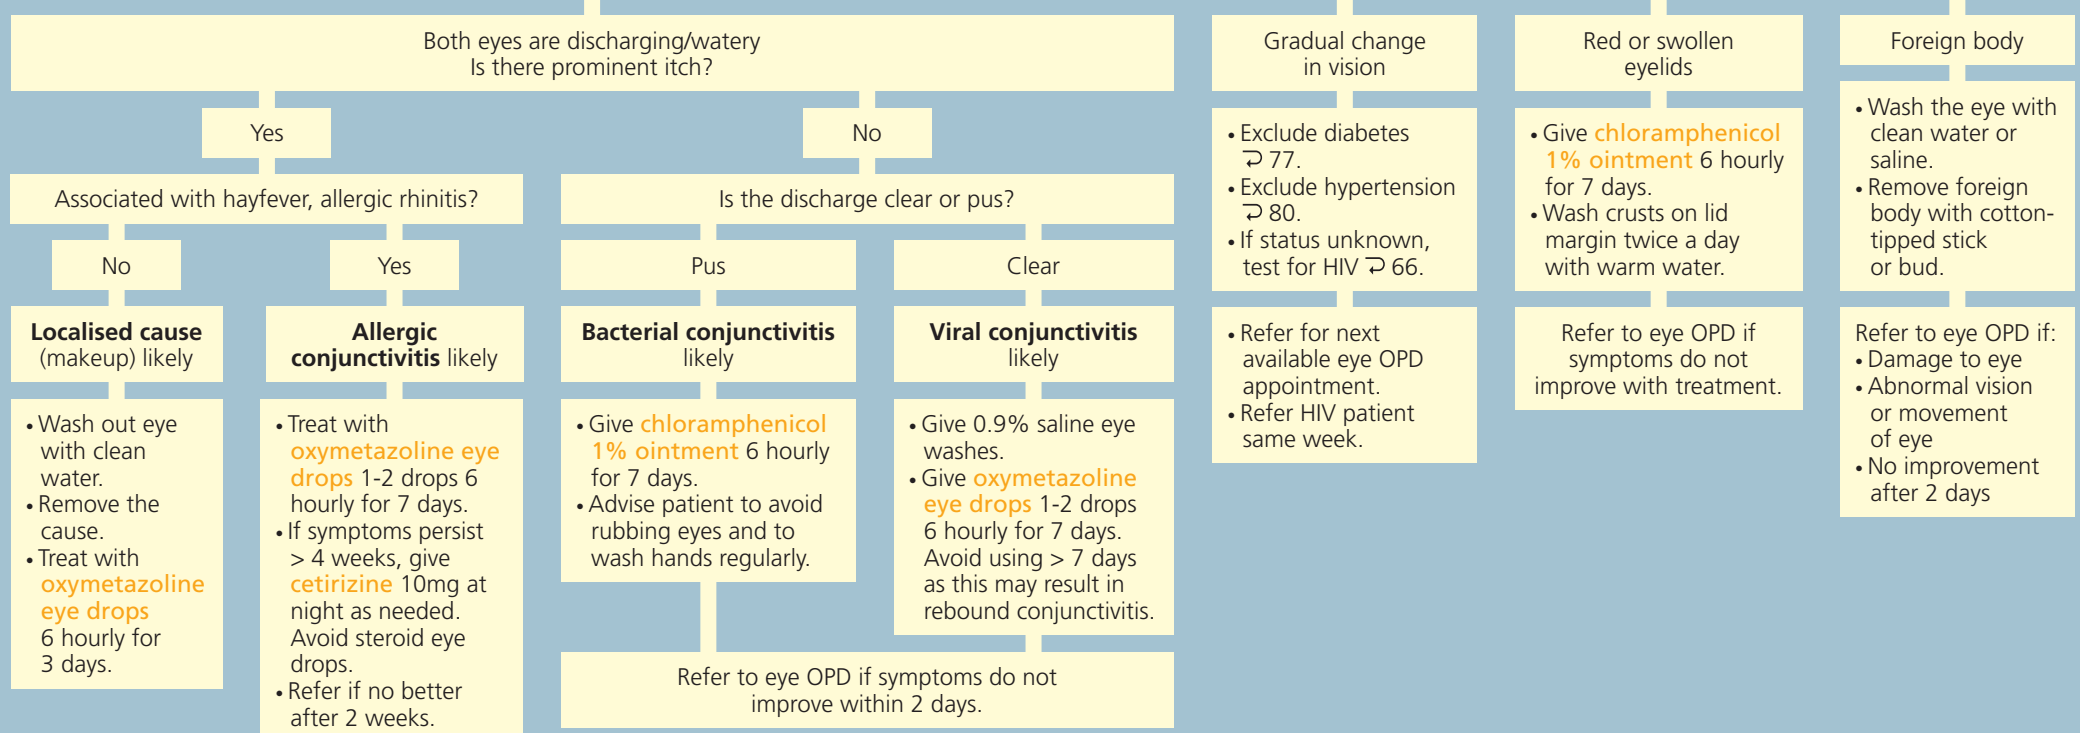 Both eyes are discharging/watery
Is there prominent itch?
Yes
No
Associated with hayfever, allergic rhinitis?
Is the discharge clear or pus?
No
Yes
Pus
Clear
Localised cause
(makeup) likely
Allergic
conjunctivitis likely
Bacterial conjunctivitis
likely
Viral conjunctivitis
likely
• Wash out eye
with clean
water.
• Remove the
cause.
• Treat with
oxymetazoline
eye drops
6 hourly for
3 days.
• Treat with
oxymetazoline eye
drops 1-2 drops 6
hourly for 7 days.
• If symptoms persist
> 4 weeks, give
cetirizine 10mg at
night as needed.
Avoid steroid eye
drops.
• Refer if no better
after 2 weeks.
• Give chloramphenicol
1% ointment 6 hourly
for 7 days.
• Advise patient to avoid
rubbing eyes and to
wash hands regularly.
• Give 0.9% saline eye
washes.
• Give oxymetazoline
eye drops 1-2 drops
6 hourly for 7 days.
Avoid using > 7 days
as this may result in
rebound conjunctivitis.
Refer to eye OPD if symptoms do not
improve within 2 days.
Gradual change
in vision
• Exclude diabetes
⮌ 77.
• Exclude hypertension
⮌ 80.
• If status unknown,
test for HIV ⮌ 66.
• Refer for next
available eye OPD
appointment.
• Refer HIV patient
same week.
Red or swollen
eyelids
• Give chloramphenicol
1% ointment 6 hourly
for 7 days.
• Wash crusts on lid
margin twice a day
with warm water.
Refer to eye OPD if
symptoms do not
improve with treatment.
Foreign body
• Wash the eye with
clean water or
saline.
• Remove foreign
body with cotton-
tipped stick
or bud.
Refer to eye OPD if:
• Damage to eye
• Abnormal vision
or movement
of eye
• No improvement
after 2 days